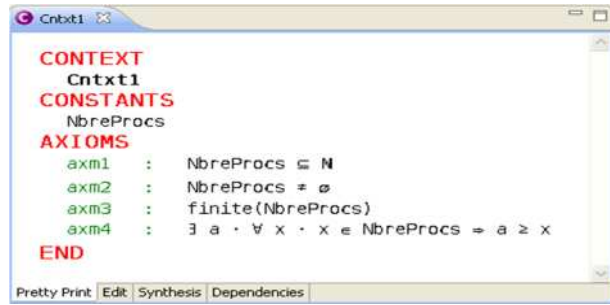 Cntxt1
CONTEXT
Cntxt1
CONSTANTS
NbreProcs
AXIOMS
axm1 : NbreProcs ⊆ ℕ
axm2 : NbreProcs ≠ ∅
axm3 : finite(NbreProcs)
axm4 : ∃ a · ∀ x · x ∈ NbreProcs ⇒ a ≥ x
END
Pretty Print Edit Synthesis Dependencies